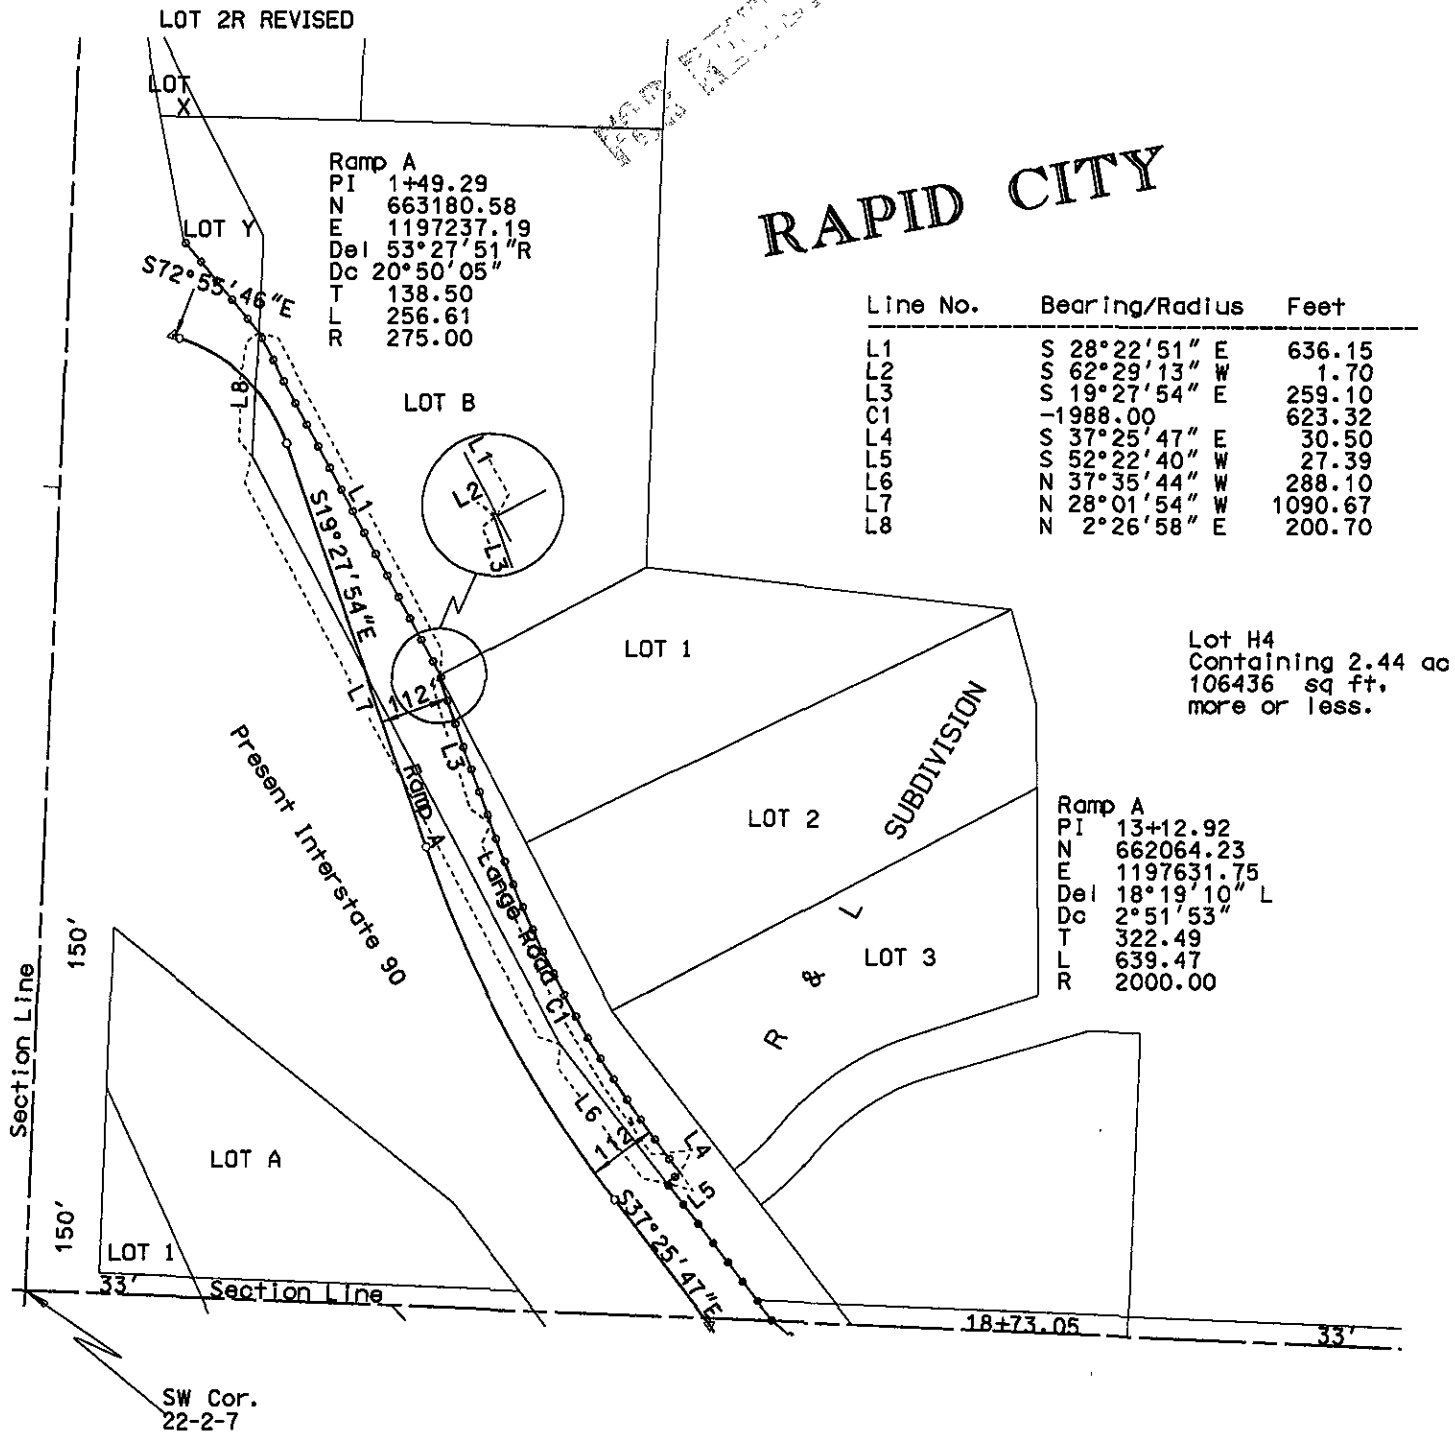 LOT 2R REVISED
LOT
X
LOT Y
S72°55'46"E
Ramp A
PI 1+49.29
N 663180.58
E 1197237.19
Del 53°27'51"R
Dc 20°50'05"
T 138.50
L 256.61
R 275.00
RAPID CITY
Line No. Bearing/Radius Feet
L1 S 28°22'51" E 636.15
L2 S 62°29'13" W 1.70
L3 S 19°27'54" E 259.10
C1 -1988.00 623.32
L4 S 37°25'47" E 30.50
L5 S 52°22'40" W 27.39
L6 N 37°35'44" W 288.10
L7 N 28°01'54" W 1090.67
L8 N 2°26'58" E 200.70
L8
LOT B
L1
L2
L3
L1
S19°27'54"E
LOT 1
Lot H4
Containing 2.44 ac
106436 sq ft.
more or less.
L7
112'
L3
Ramp A
Present Interstate 90
LOT 2
SUBDIVISION
R & L
LOT 3
Ramp A
PI 13+12.92
N 662064.23
E 1197631.75
Del 18°19'10" L
Dc 2°51'53"
T 322.49
L 639.47
R 2000.00
Lange Road
C1
150'
Section Line
LOT A
L6
112'
L4
L5
150'
LOT 1
S37°25'47"E
33'
Section Line
18+73.05
33'
SW Cor.
22-2-7